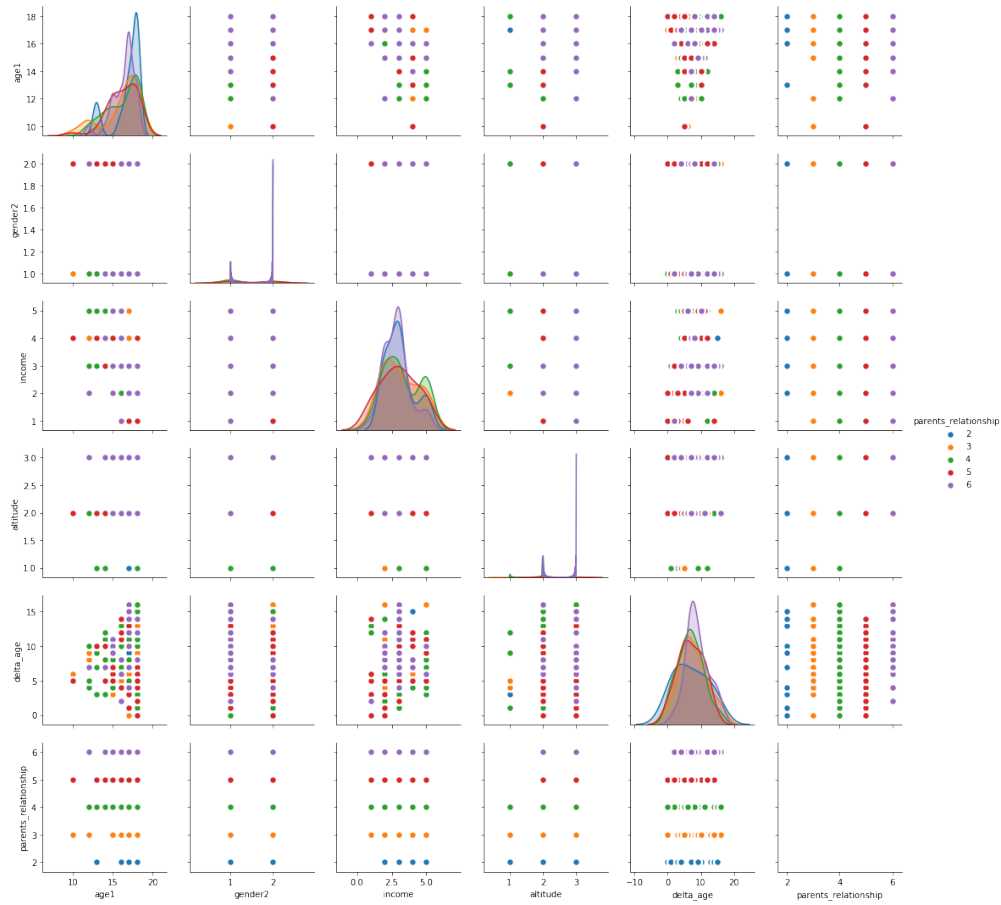 18
16
14
12
10
age1
2.0
1.8
1.6
1.4
1.2
1.0
gender2
5
4
3
2
1
income
3.0
2.5
2.0
1.5
1.0
altitude
15
10
5
0
delta_age
6
5
4
3
2
parents_relationship
10 15 20
age1
1 2
gender2
0.0 2.5 5.0
income
1 2 3
altitude
−10 0 10 20
delta_age
2 4 6
parents_relationship
parents_relationship
2
3
4
5
6